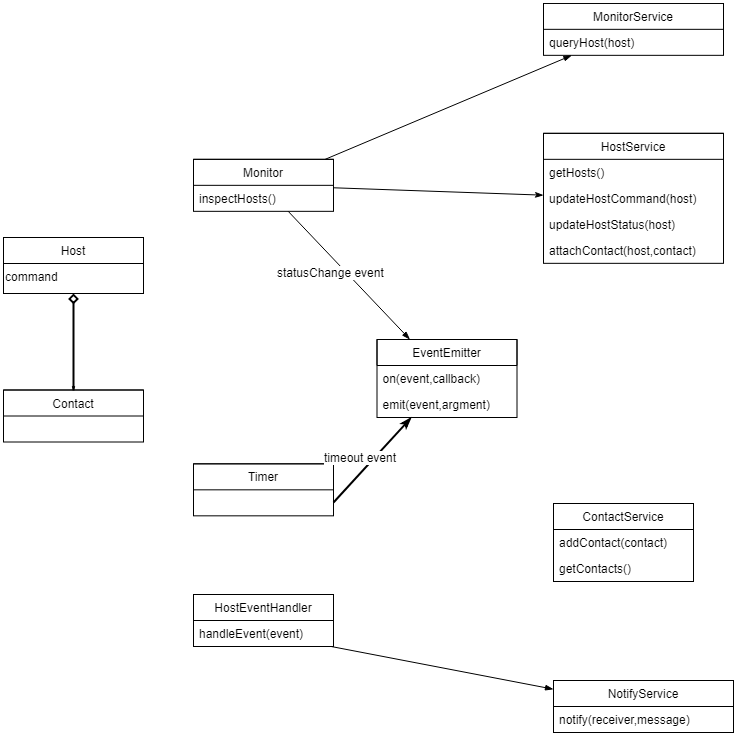 MonitorService
queryHost(host)
HostService
getHosts()
updateHostCommand(host)
updateHostStatus(host)
attachContact(host,contact)
Monitor
inspectHosts()
Host
command
statusChange event
Contact
EventEmitter
on(event,callback)
emit(event,argment)
timeout event
Timer
ContactService
addContact(contact)
getContacts()
HostEventHandler
handleEvent(event)
NotifyService
notify(receiver,message)